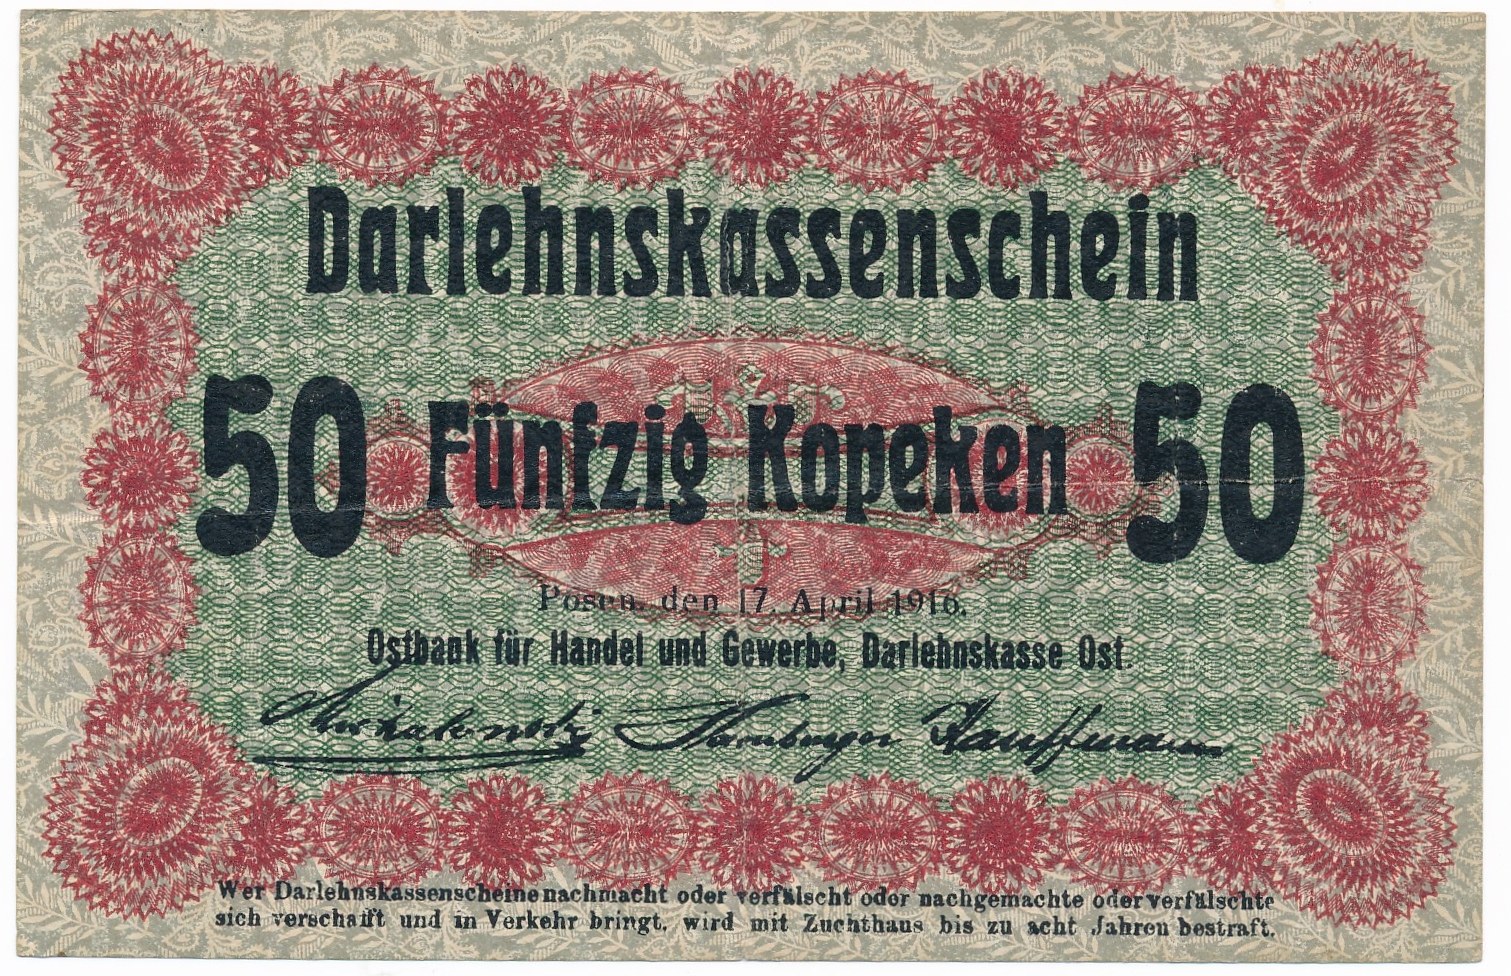 Darlehnskassenschein
50 Fünfzig Kopeken 50
Posen, den 17. April 1916.
Ostbank für Handel und Gewerbe, Darlehnskasse Ost.
Kauffmann
Wer Darlehnskassenscheine nachmacht oder verfälscht oder nachgemachte oder verfälschte
sich verschafft und in Verkehr bringt, wird mit Zuchthaus bis zu acht Jahren bestraft.